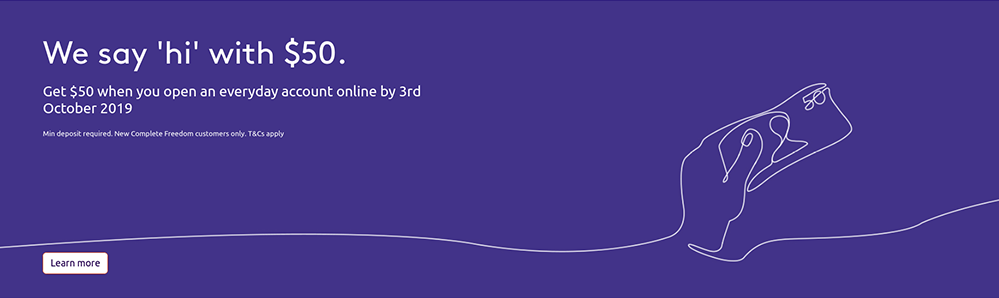 We say 'hi' with $50.
Get $50 when you open an everyday account online by 3rd
October 2019
Min deposit required. New Complete Freedom customers only. T&Cs apply
50
Learn more